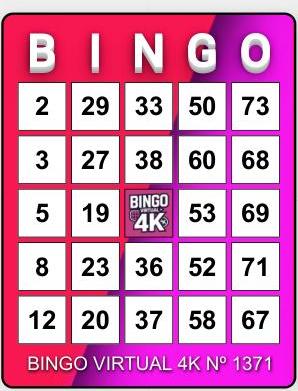 B I N G O
2 29 33 50 73
3 27 38 60 68
5 19 BINGO VIRTUAL 4K 53 69
8 23 36 52 71
12 20 37 58 67
BINGO VIRTUAL 4K Nº 1371